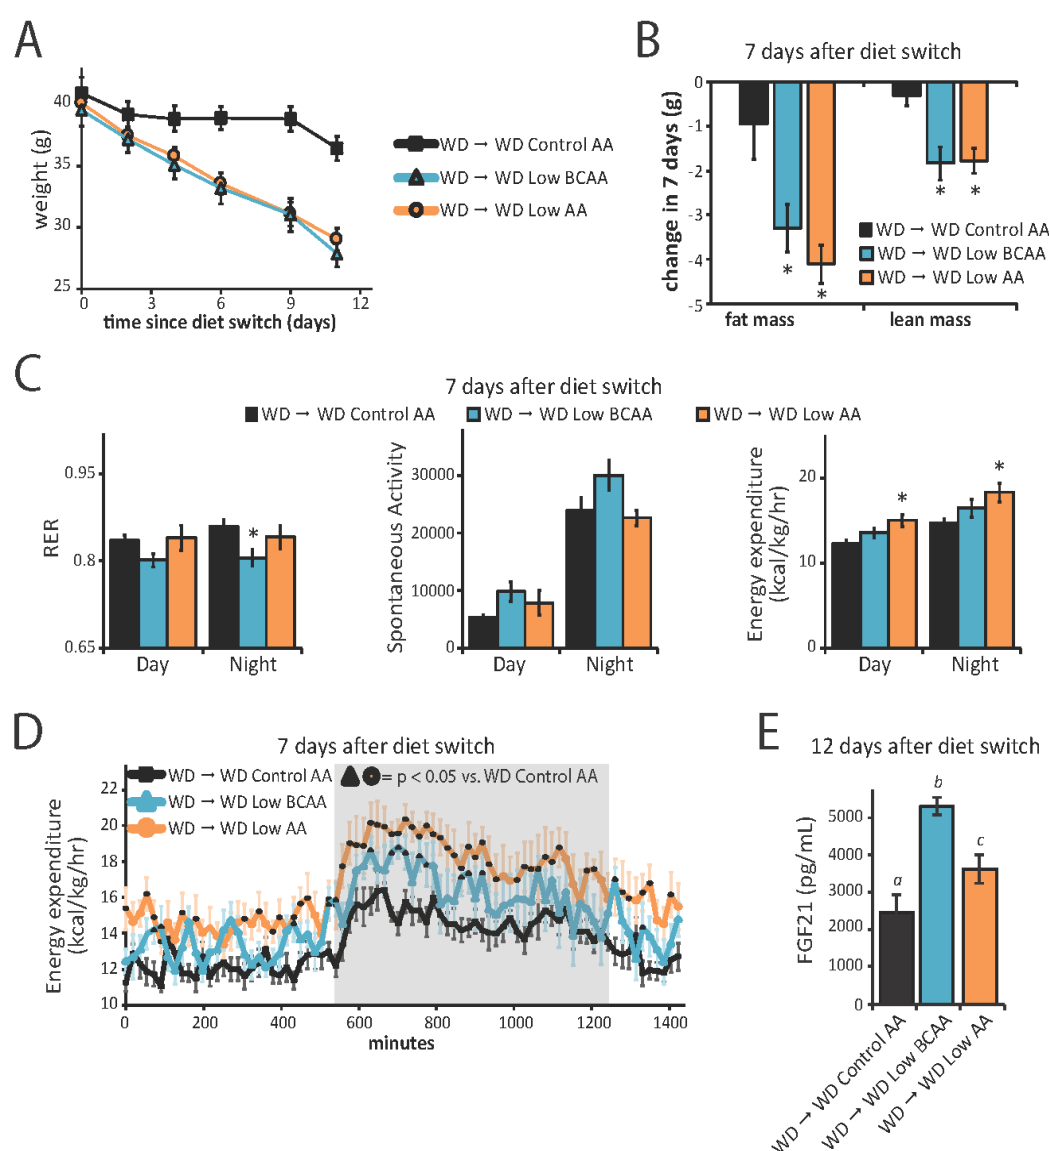 A
40
35
30
25
weight (g)
0 3 6 9 12
time since diet switch (days)
WD → WD Control AA
WD → WD Low BCAA
WD → WD Low AA
B
7 days after diet switch
0
-1
-2
-3
-4
-5
change in 7 days (g)
* * * *
WD → WD Control AA
WD → WD Low BCAA
WD → WD Low AA
fat mass lean mass
C
7 days after diet switch
WD → WD Control AA WD → WD Low BCAA WD → WD Low AA
0.95
0.8
0.65
RER
*
Day Night
30000
20000
10000
0
Spontaneous Activity
Day Night
20
10
0
Energy expenditure
(kcal/kg/hr)
* *
Day Night
D
7 days after diet switch
WD → WD Control AA
WD → WD Low BCAA
WD → WD Low AA
= p < 0.05 vs. WD Control AA
22
20
18
16
14
12
10
Energy expenditure
(kcal/kg/hr)
0 200 400 600 800 1000 1200 1400
minutes
E
12 days after diet switch
5000
4000
3000
2000
1000
0
FGF21 (pg/mL)
a b c
WD → WD Control AA
WD → WD Low BCAA
WD → WD Low AA